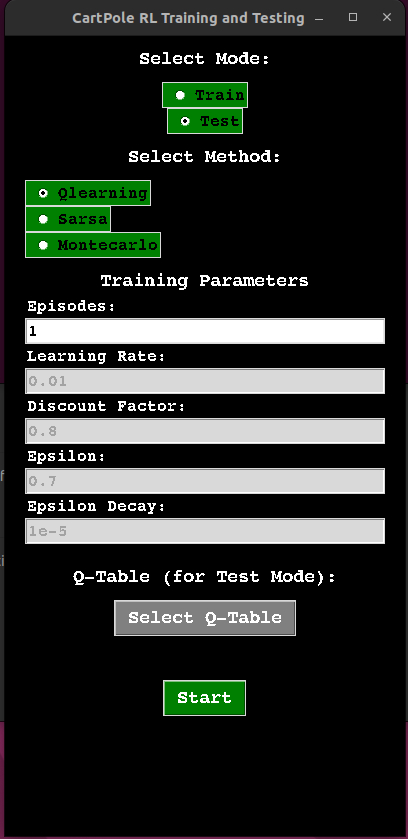 CartPole RL Training and Testing
Select Mode:
Train
Test
Select Method:
Qlearning
Sarsa
Montecarlo
Training Parameters
Episodes:
1
Learning Rate:
0.01
Discount Factor:
0.8
Epsilon:
0.7
Epsilon Decay:
1e-5
Q-Table (for Test Mode):
Select Q-Table
Start